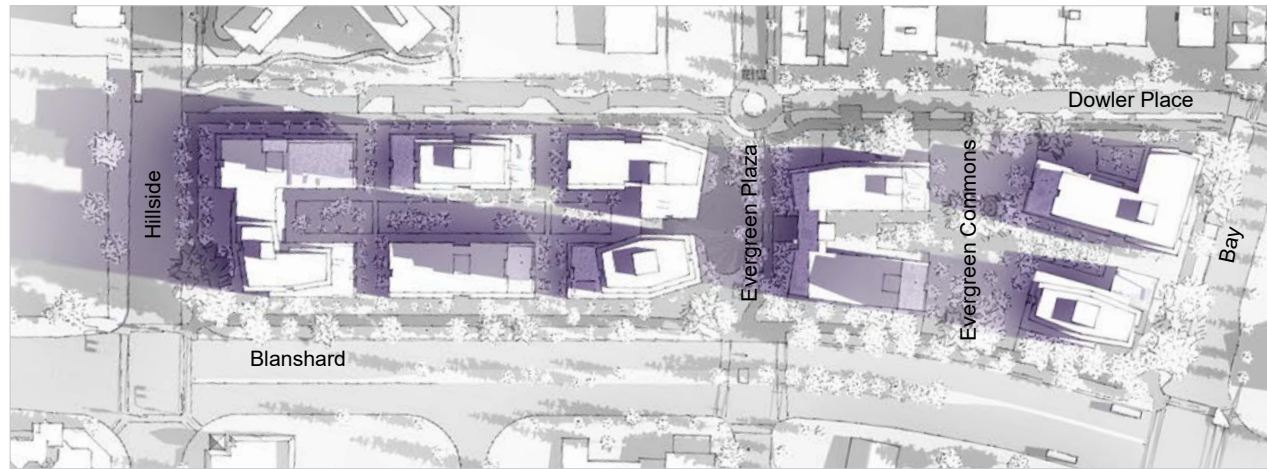 Dowler Place
Hillside
Evergreen Plaza
Evergreen Commons
Bay
Blanshard